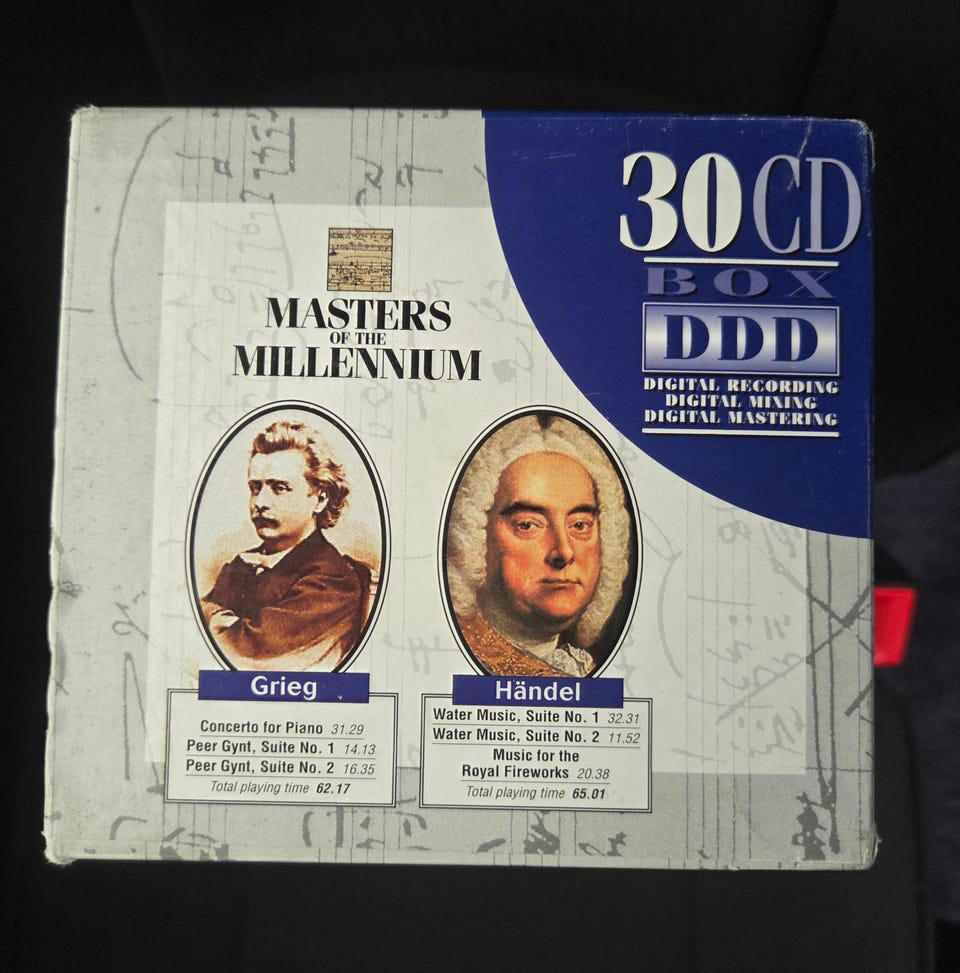 30 CD
BOX
DDD
DIGITAL RECORDING
DIGITAL MIXING
DIGITAL MASTERING
MASTERS
OF THE
MILLENNIUM
Grieg
Concerto for Piano 31.29
Peer Gynt, Suite No. 1 14.13
Peer Gynt, Suite No. 2 16.35
Total playing time 62.17
Händel
Water Music, Suite No. 1 32.31
Water Music, Suite No. 2 11.52
Music for the
Royal Fireworks 20.38
Total playing time 65.01